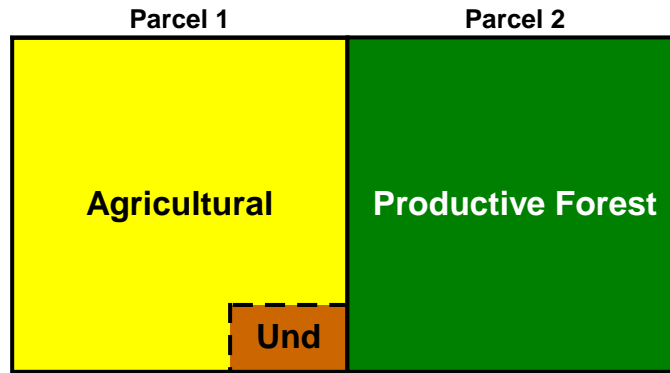 Parcel 1
Parcel 2
Agricultural
Productive Forest
Und